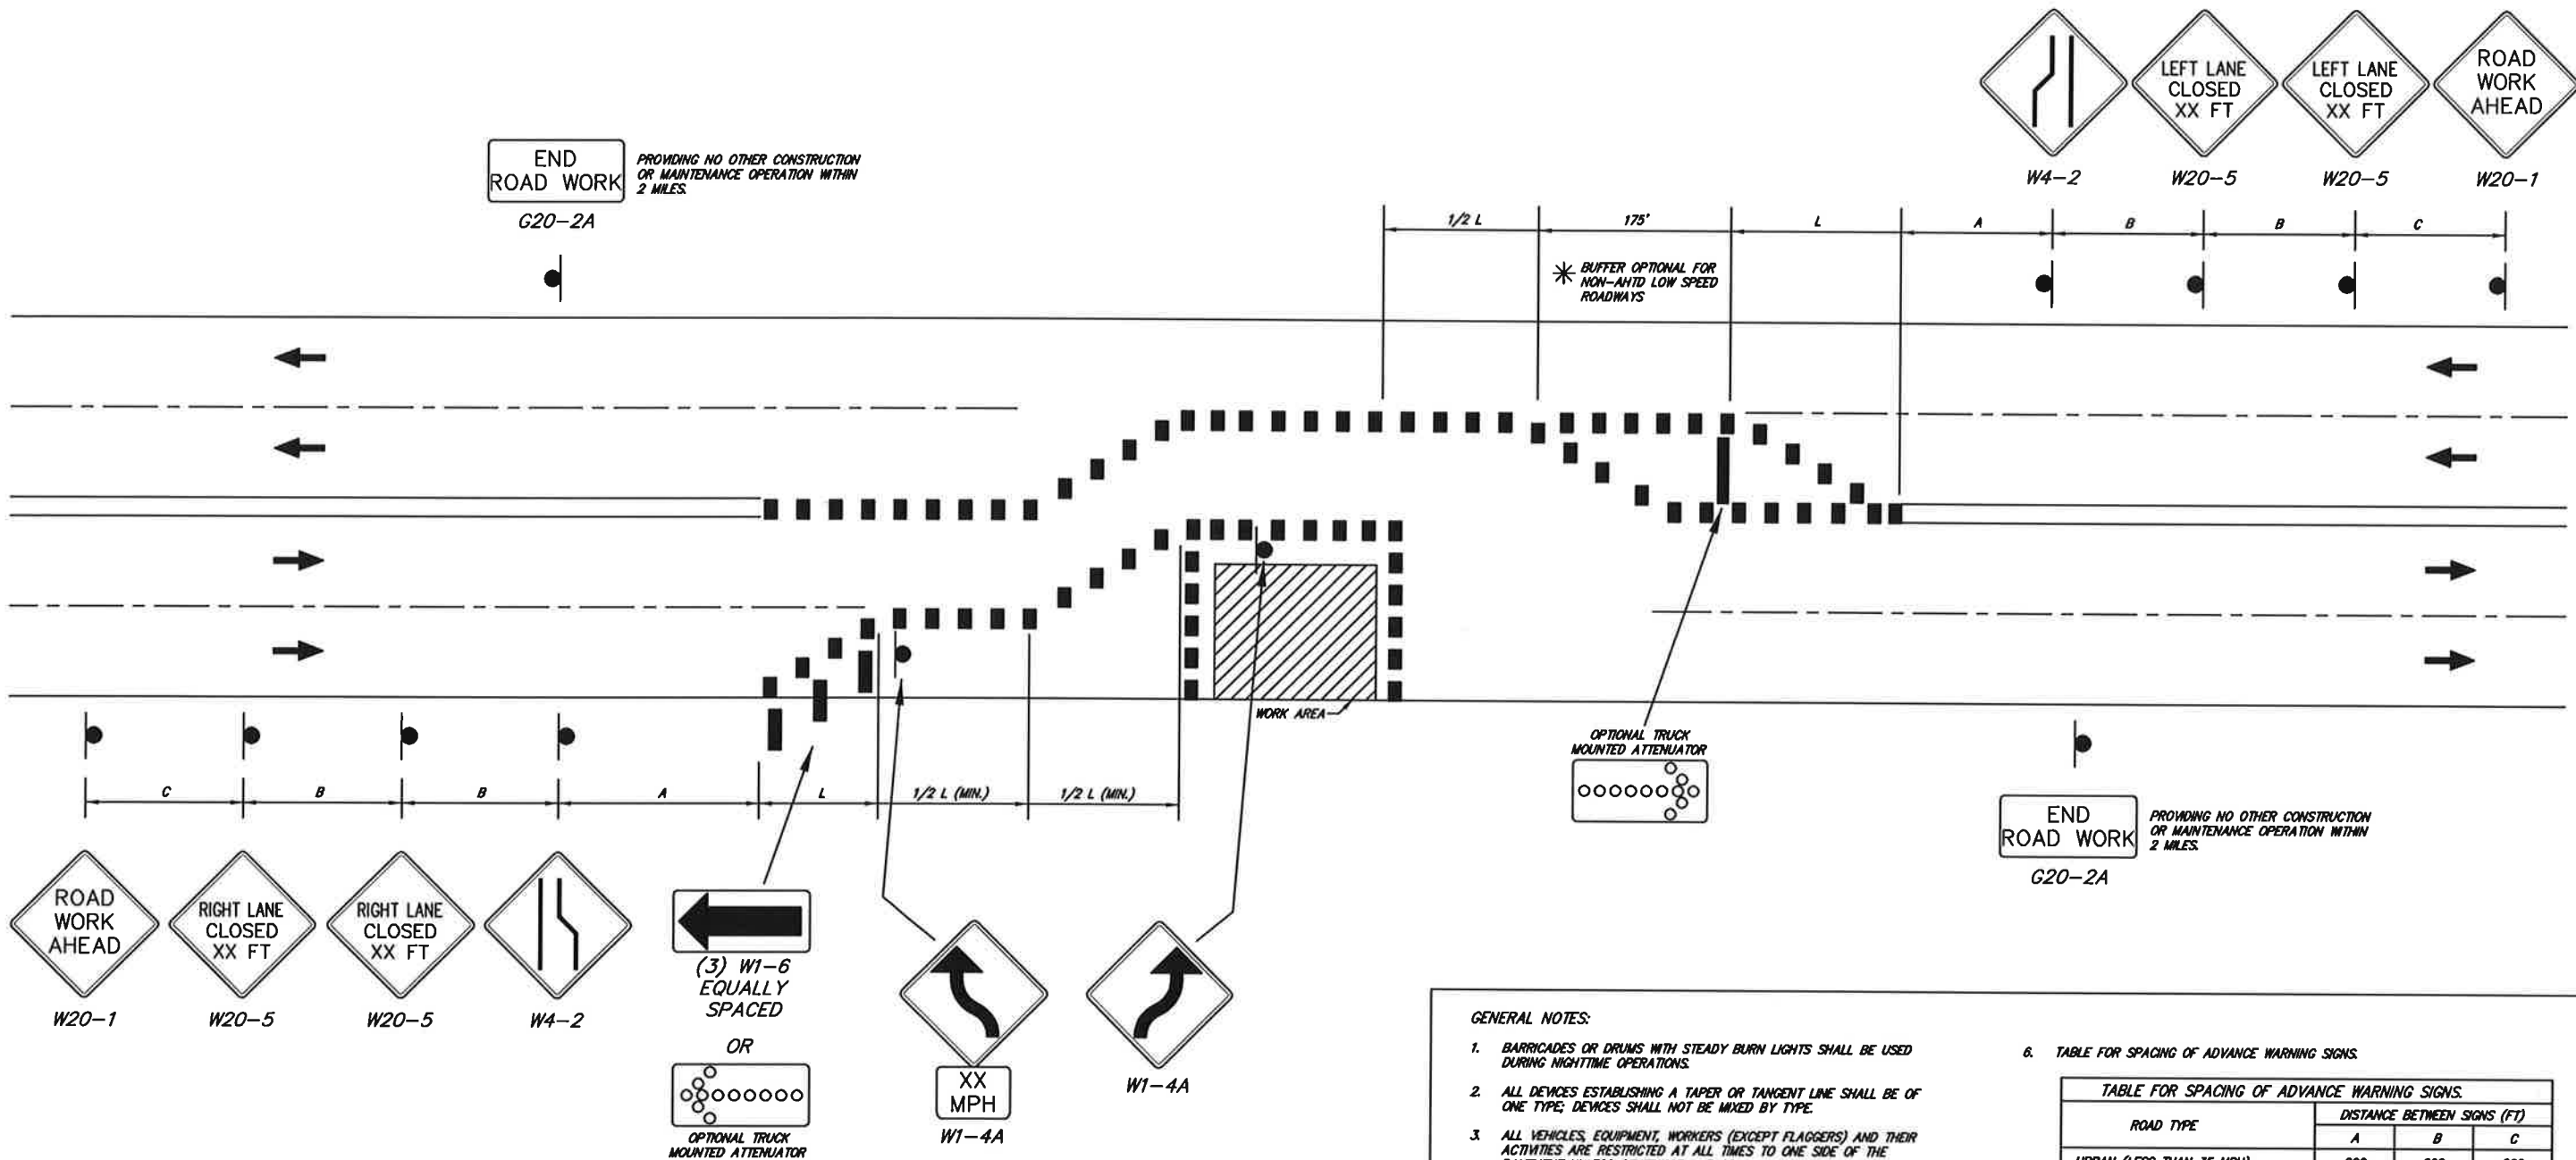 LEFT LANE
CLOSED
XX FT
LEFT LANE
CLOSED
XX FT
ROAD
WORK
AHEAD
W4-2
W20-5
W20-5
W20-1
END
ROAD WORK
G20-2A
PROVIDING NO OTHER CONSTRUCTION
OR MAINTENANCE OPERATION WITHIN
2 MILES.
1/2 L
175'
L
A
B
B
C
* BUFFER OPTIONAL FOR
NON-AHTD LOW SPEED
ROADWAYS
WORK AREA
C
B
B
A
L
1/2 L (MIN.)
1/2 L (MIN.)
OPTIONAL TRUCK
MOUNTED ATTENUATOR
END
ROAD WORK
G20-2A
PROVIDING NO OTHER CONSTRUCTION
OR MAINTENANCE OPERATION WITHIN
2 MILES.
ROAD
WORK
AHEAD
W20-1
RIGHT LANE
CLOSED
XX FT
W20-5
RIGHT LANE
CLOSED
XX FT
W20-5
W4-2
(3) W1-6
EQUALLY
SPACED
OR
OPTIONAL TRUCK
MOUNTED ATTENUATOR
XX
MPH
W1-4A
W1-4A
GENERAL NOTES:
1. BARRICADES OR DRUMS WITH STEADY BURN LIGHTS SHALL BE USED
DURING NIGHTTIME OPERATIONS.
2. ALL DEVICES ESTABLISHING A TAPER OR TANGENT LINE SHALL BE OF
ONE TYPE; DEVICES SHALL NOT BE MIXED BY TYPE.
3. ALL VEHICLES, EQUIPMENT, WORKERS (EXCEPT FLAGGERS) AND THEIR
ACTIVITIES ARE RESTRICTED AT ALL TIMES TO ONE SIDE OF THE
6. TABLE FOR SPACING OF ADVANCE WARNING SIGNS.
TABLE FOR SPACING OF ADVANCE WARNING SIGNS.
ROAD TYPE
DISTANCE BETWEEN SIGNS (FT)
A
B
C